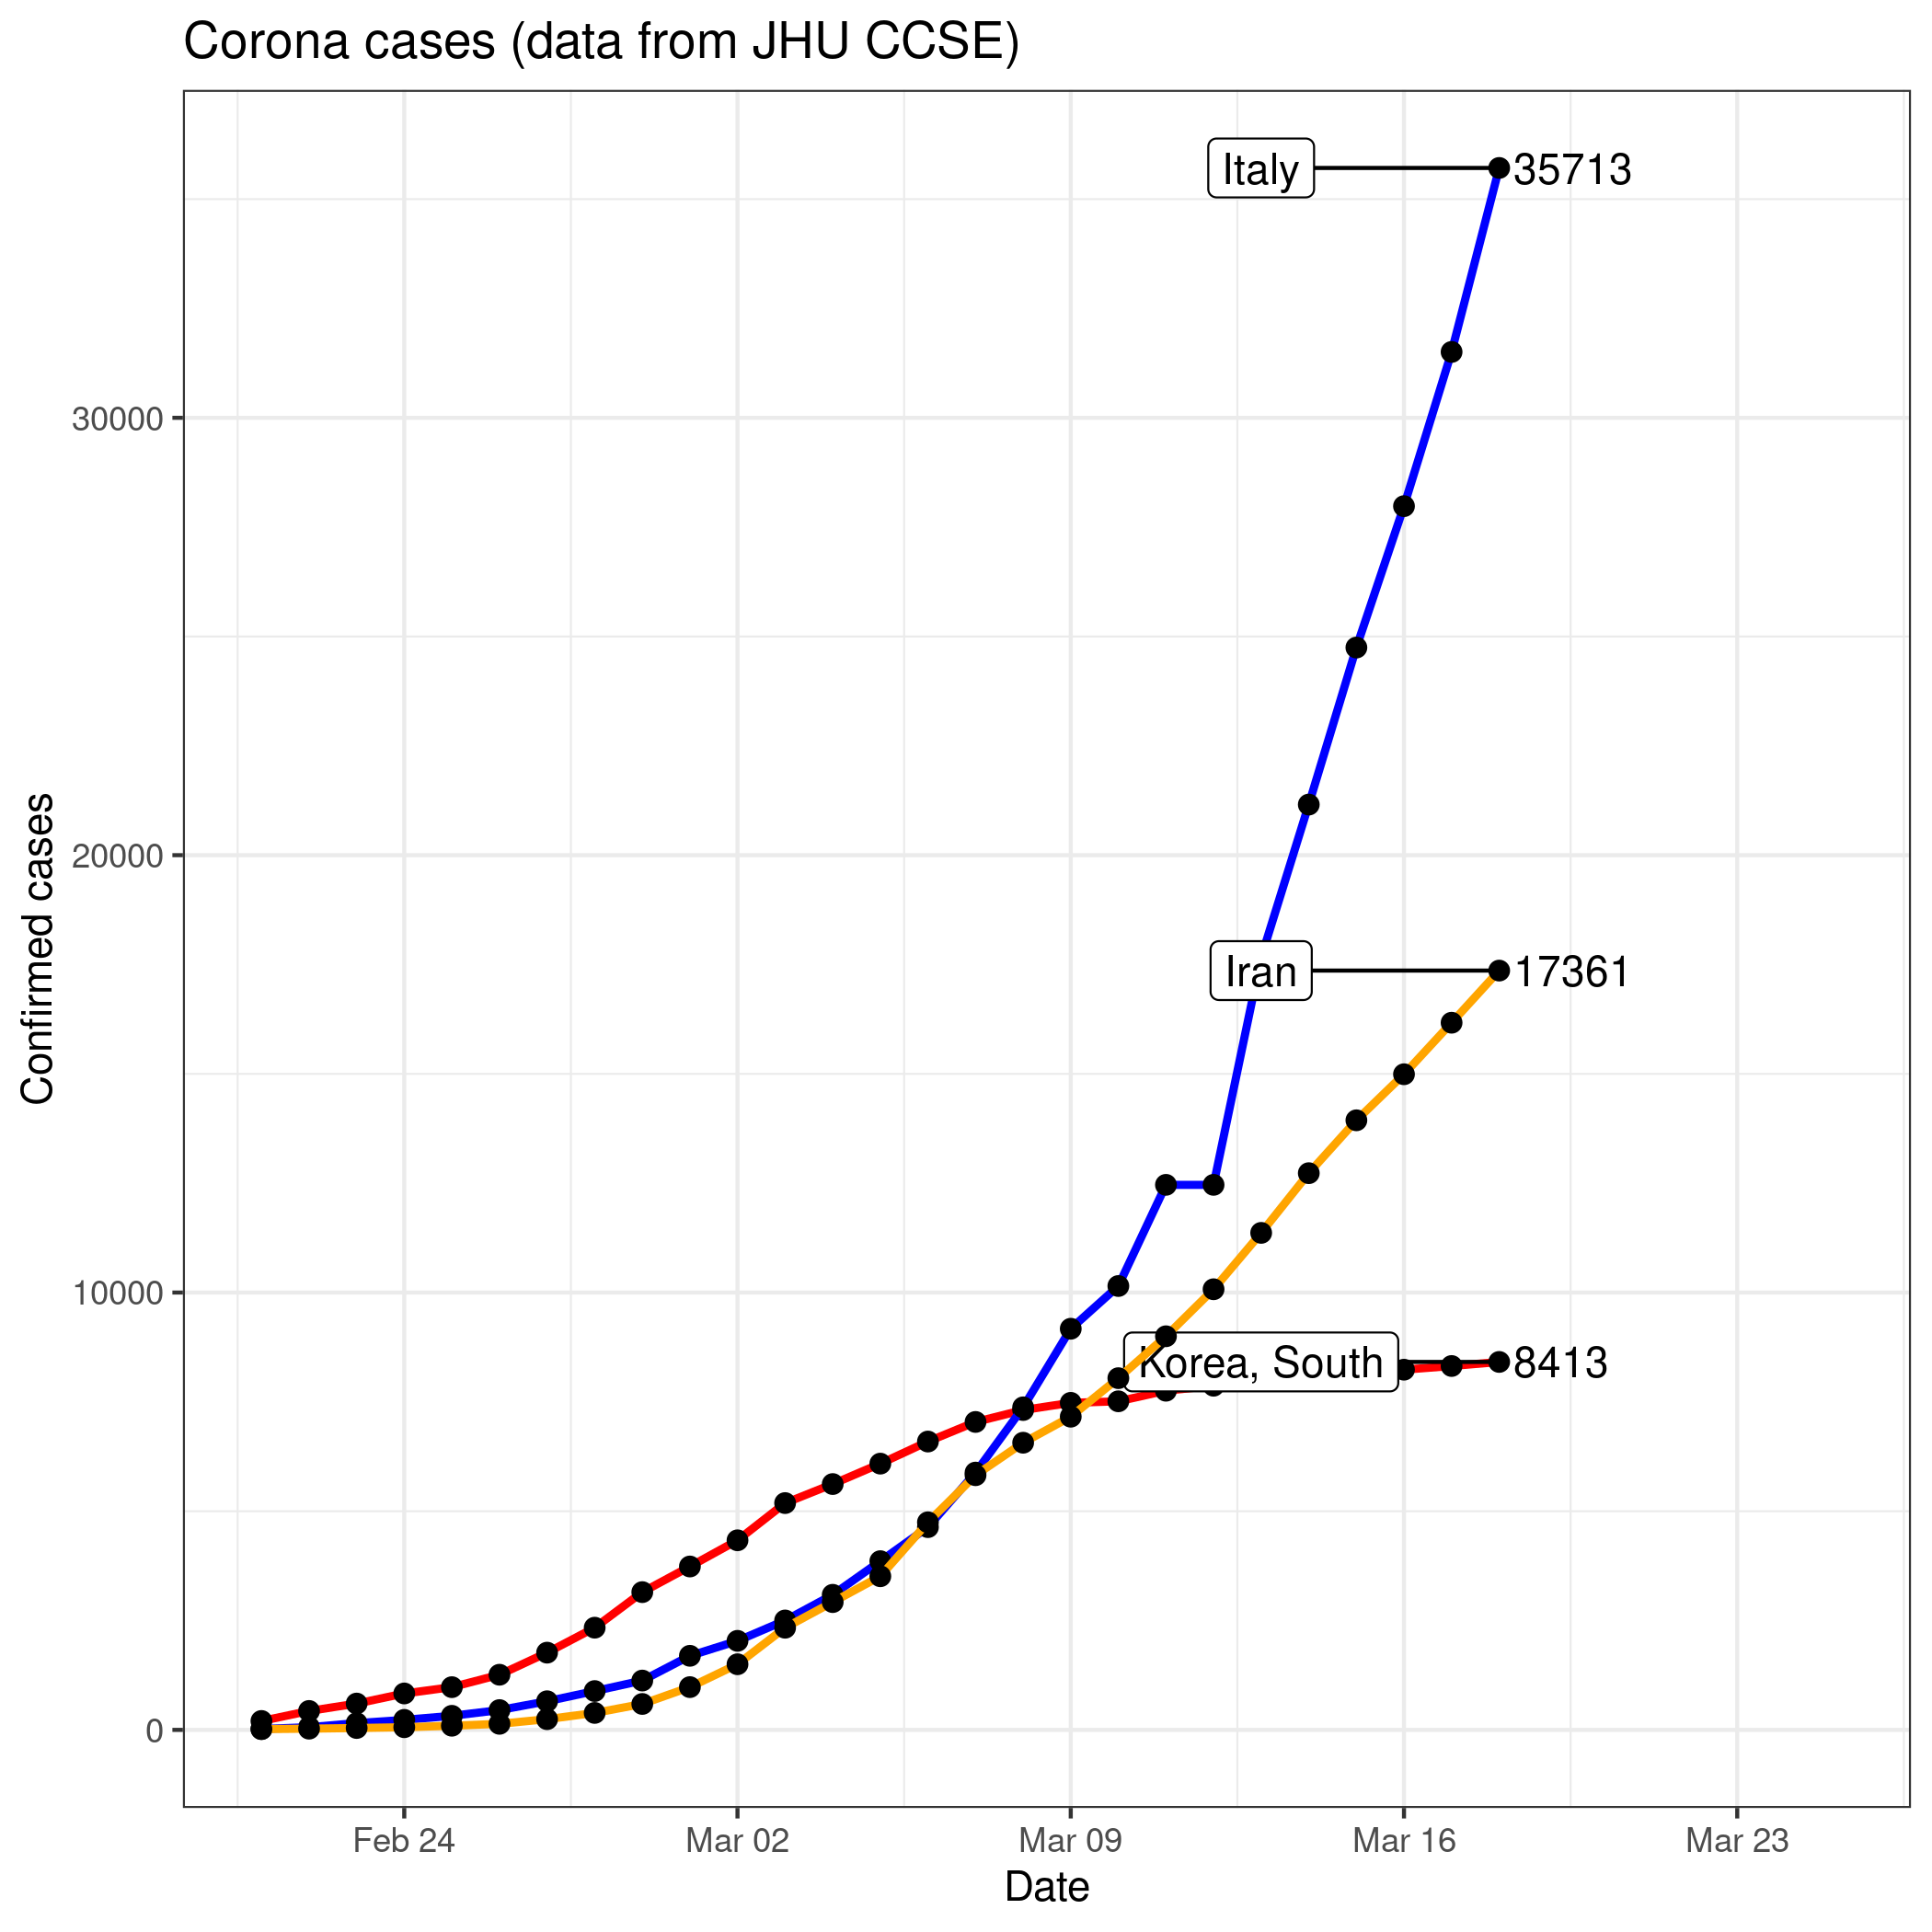 Corona cases (data from JHU CCSE)
Italy
35713
30000
Confirmed cases
20000
Iran
17361
10000
Korea, South
8413
0
Feb 24
Mar 02
Mar 09
Mar 16
Mar 23
Date